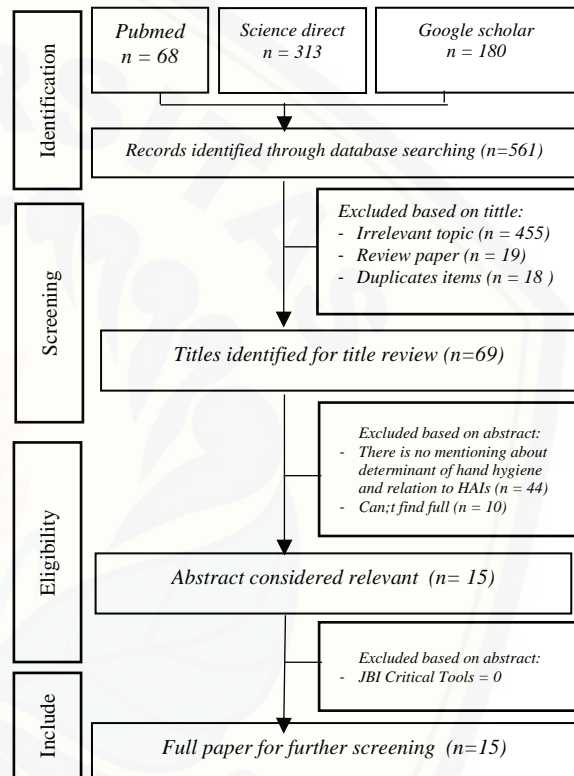 Identification
Pubmed
n = 68
Science direct
n = 313
Google scholar
n = 180
Records identified through database searching (n=561)
Screening
Excluded based on tittle:
- Irrelevant topic (n = 455)
- Review paper (n = 19)
- Duplicates items (n = 18 )
Titles identified for title review (n=69)
Eligibility
Excluded based on abstract:
- There is no mentioning about
determinant of hand hygiene
and relation to HAIs (n = 44)
- Can;t find full (n = 10)
Abstract considered relevant (n= 15)
Excluded based on abstract:
- JBI Critical Tools = 0
Include
Full paper for further screening (n=15)